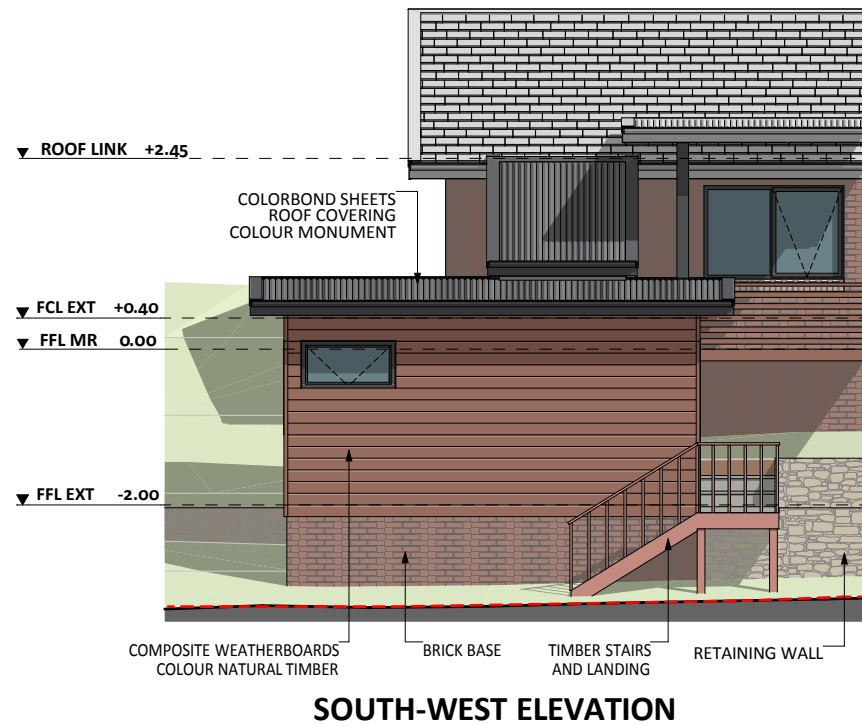 ROOF LINK +2.45
COLORBOND SHEETS
ROOF COVERING
COLOUR MONUMENT
FCL EXT +0.40
FFL MR 0.00
FFL EXT -2.00
COMPOSITE WEATHERBOARDS
COLOUR NATURAL TIMBER
BRICK BASE
TIMBER STAIRS
AND LANDING
RETAINING WALL
SOUTH-WEST ELEVATION